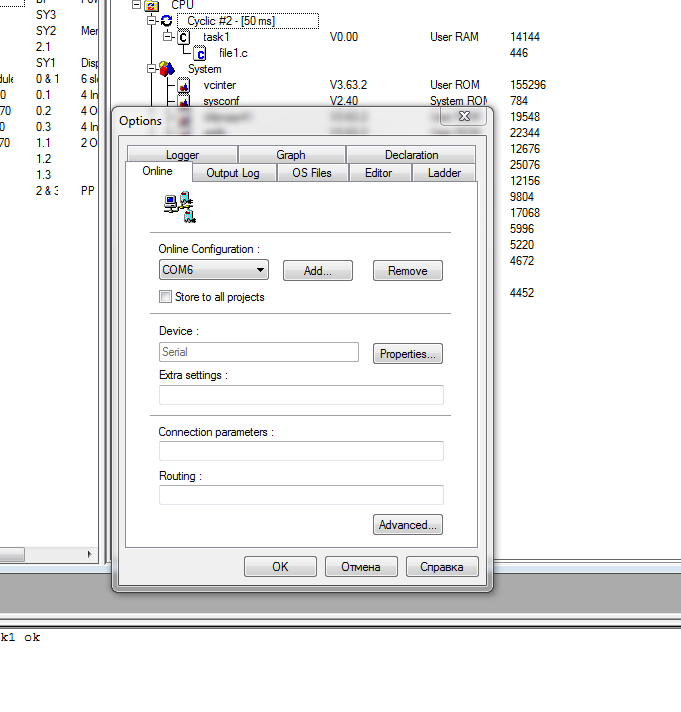 CPU
SY3
Cyclic #2 - [50 ms]
SY2 Mer
task1 V0.00 User RAM 14144
2.1
file1.c 446
SY1 Disp
System
dule 0 & 1 6 sl
vcinter V3.63.2 User ROM 155296
0 0.1 4 In
sysconf V2.40 System ROM 784
70 0.2 4 O
19548
0 0.3 4 In
22344
70 1.1 2 O
12676
1.2
25076
1.3
12156
2 & 3 PP
9804
17068
5996
5220
4672
4452
Options
Logger Graph Declaration
Online Output Log OS Files Editor Ladder
Online Configuration :
COM6 Add... Remove
Store to all projects
Device :
Serial Properties...
Extra settings :
Connection parameters :
Routing :
Advanced...
OK Отмена Справка
k1 ok